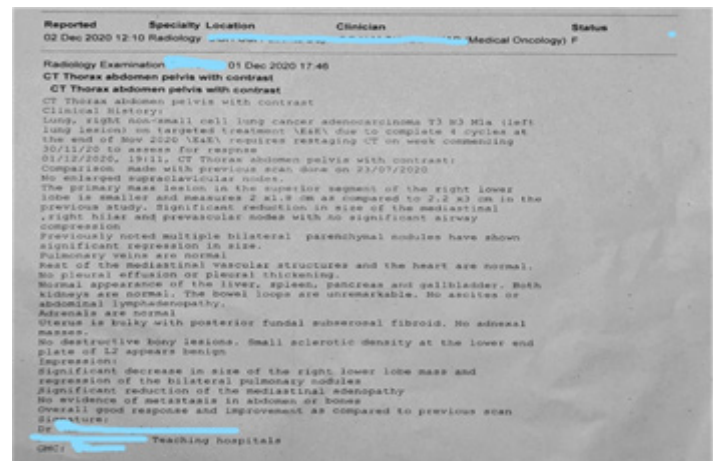 Reported Specialty Location Clinician Status
02 Dec 2020 12:10 Radiology (Medical Oncology) F
Radiology Examination 01 Dec 2020 17:46
CT Thorax abdomen pelvis with contrast
CT Thorax abdomen pelvis with contrast
CT Thorax abdomen pelvis with contrast
Clinical History:
Lung, right non-small cell lung cancer adenocarcinoma T3 N3 M1a (left
lung lesion) on targeted treatment \EaE\ due to complete 4 cycles at
the end of Nov 2020 \EaE\ requires restaging CT on week commencing
30/11/20 to assess for respnse
01/12/2020, 19:11, CT Thorax abdomen pelvis with contrast:
Comparison made with previous scan done on 23/07/2020
No enlarged supraclavicular nodes.
The primary mass lesion in the superior segment of the right lower
lobe is smaller and measures 2 x1.8 cm as compared to 2.2 x3 cm in the
previous study. Significant reduction in size of the mediastinal
,right hilar and prevascular nodes with no significant airway
compression
Previously noted multiple bilateral parenchymal nodules have shown
significant regression in size.
Pulmonary veins are normal
Rest of the mediastinal vascular structures and the heart are normal.
No pleural effusion or pleural thickening.
Normal appearance of the liver, spleen, pancreas and gallbladder. Both
kidneys are normal. The bowel loops are unremarkable. No ascites or
abdominal lymphadenopathy.
Adrenals are normal
Uterus is bulky with posterior fundal subserosal fibroid. No adnexal
masses.
No destructive bony lesions. Small sclerotic density at the lower end
plate of L2 appears benign
Impression:
Significant decrease in size of the right lower lobe mass and
regression of the bilateral pulmonary nodules
Significant reduction of the mediastinal adenopathy
No evidence of metastasis in abdomen or bones
Overall good response and improvement as compared to previous scan
Signature:
Dr
Teaching hospitals
GMC: